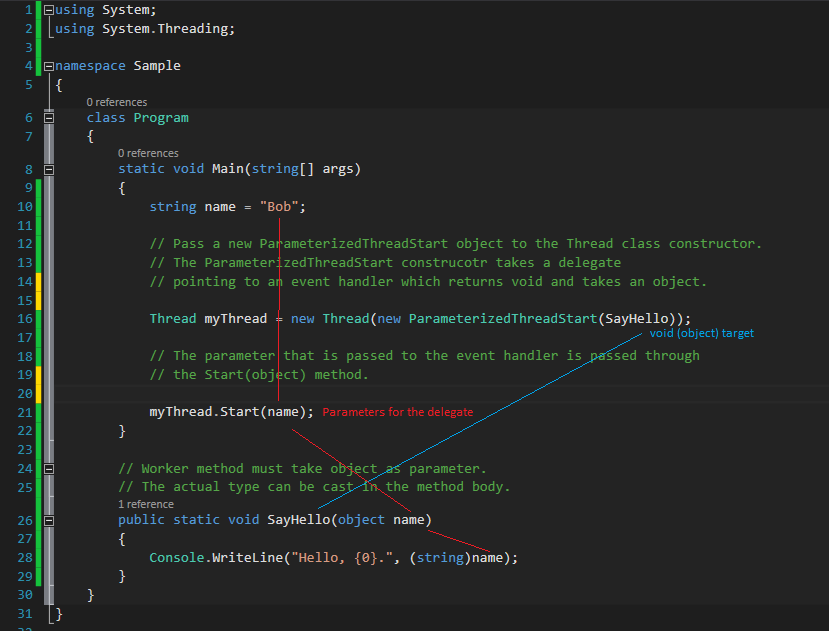 1 using System;
2 using System.Threading;
3
4 namespace Sample
5 {
0 references
6 class Program
7 {
0 references
8 static void Main(string[] args)
9 {
10 string name = "Bob";
11
12 // Pass a new ParameterizedThreadStart object to the Thread class constructor.
13 // The ParameterizedThreadStart construcotr takes a delegate
14 // pointing to an event handler which returns void and takes an object.
15
16 Thread myThread = new Thread(new ParameterizedThreadStart(SayHello));
17 void (object) target
18 // The parameter that is passed to the event handler is passed through
19 // the Start(object) method.
20
21 myThread.Start(name); Parameters for the delegate
22 }
23
24 // Worker method must take object as parameter.
25 // The actual type can be cast in the method body.
1 reference
26 public static void SayHello(object name)
27 {
28 Console.WriteLine("Hello, {0}.", (string)name);
29 }
30 }
31 }
32